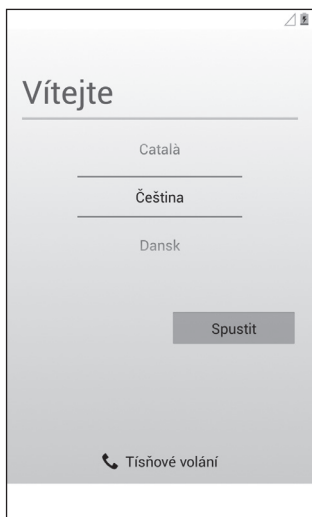 Vítejte
Català
Čeština
Dansk
Spustit
Tísňové volání